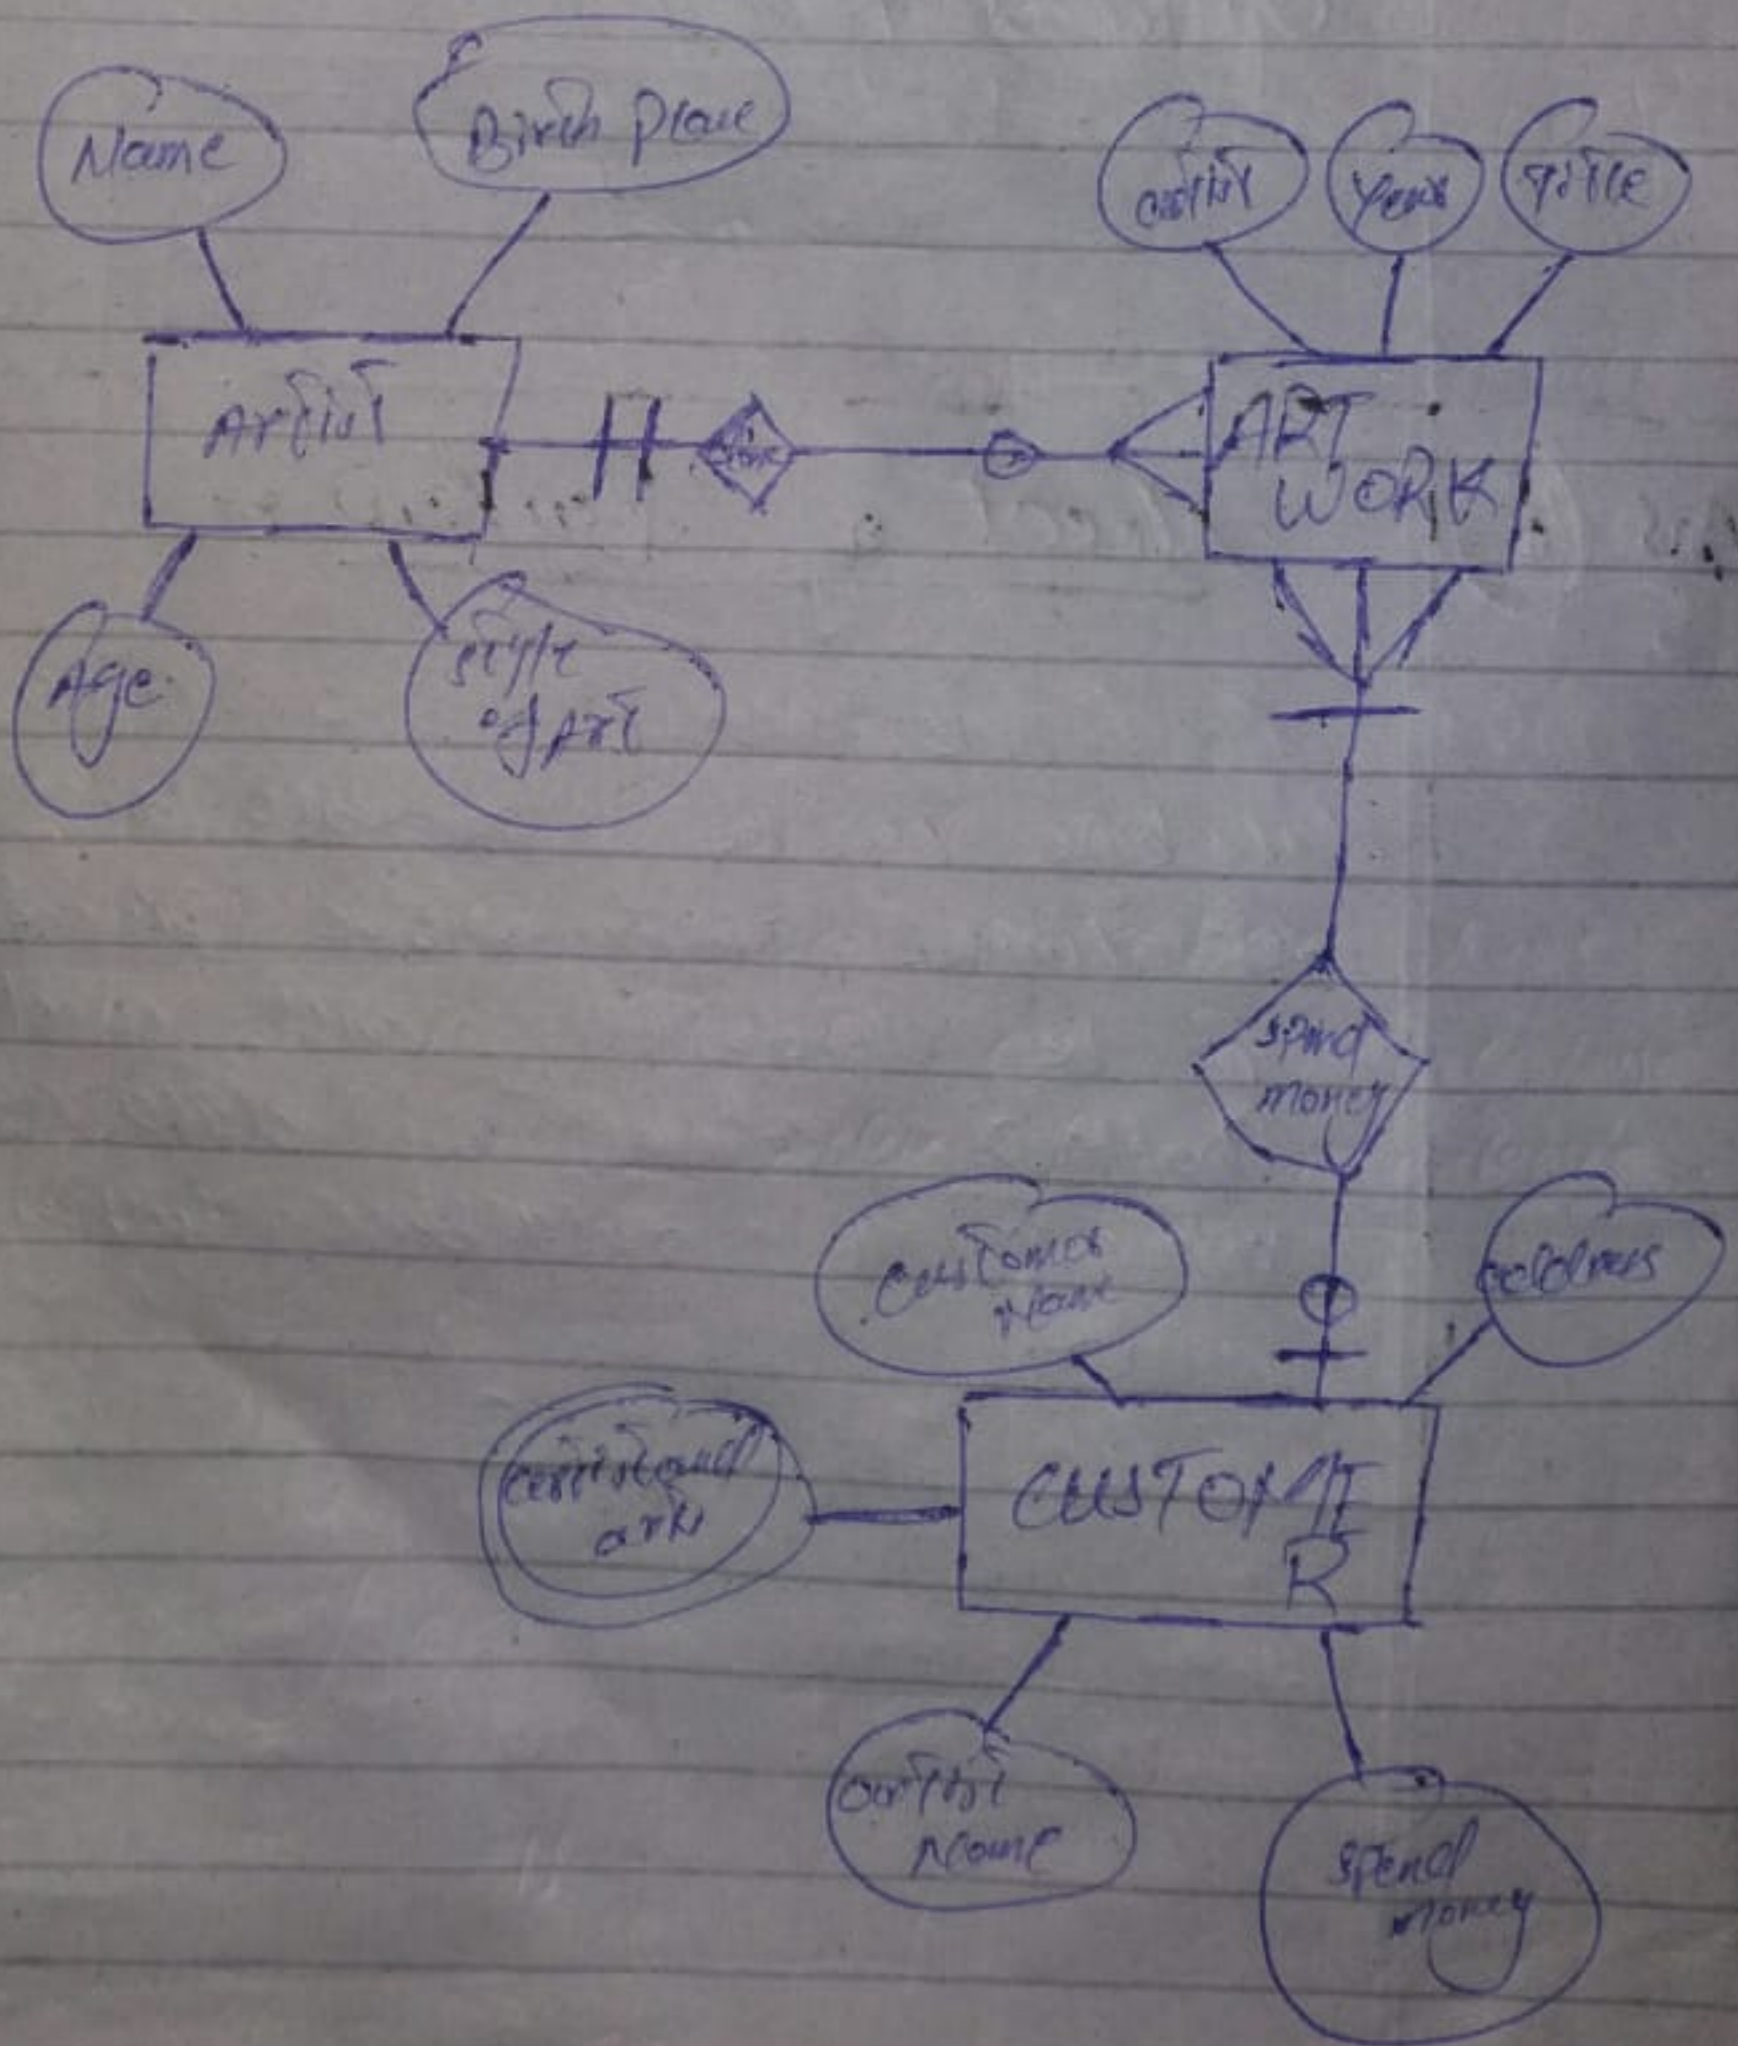 Name
Birth Place
artist
Year
Title
Artist
ART
WORK
Age
style
of Art
spend
money
customer
Name
address
CUSTOME
R
artist
Name
spend
money